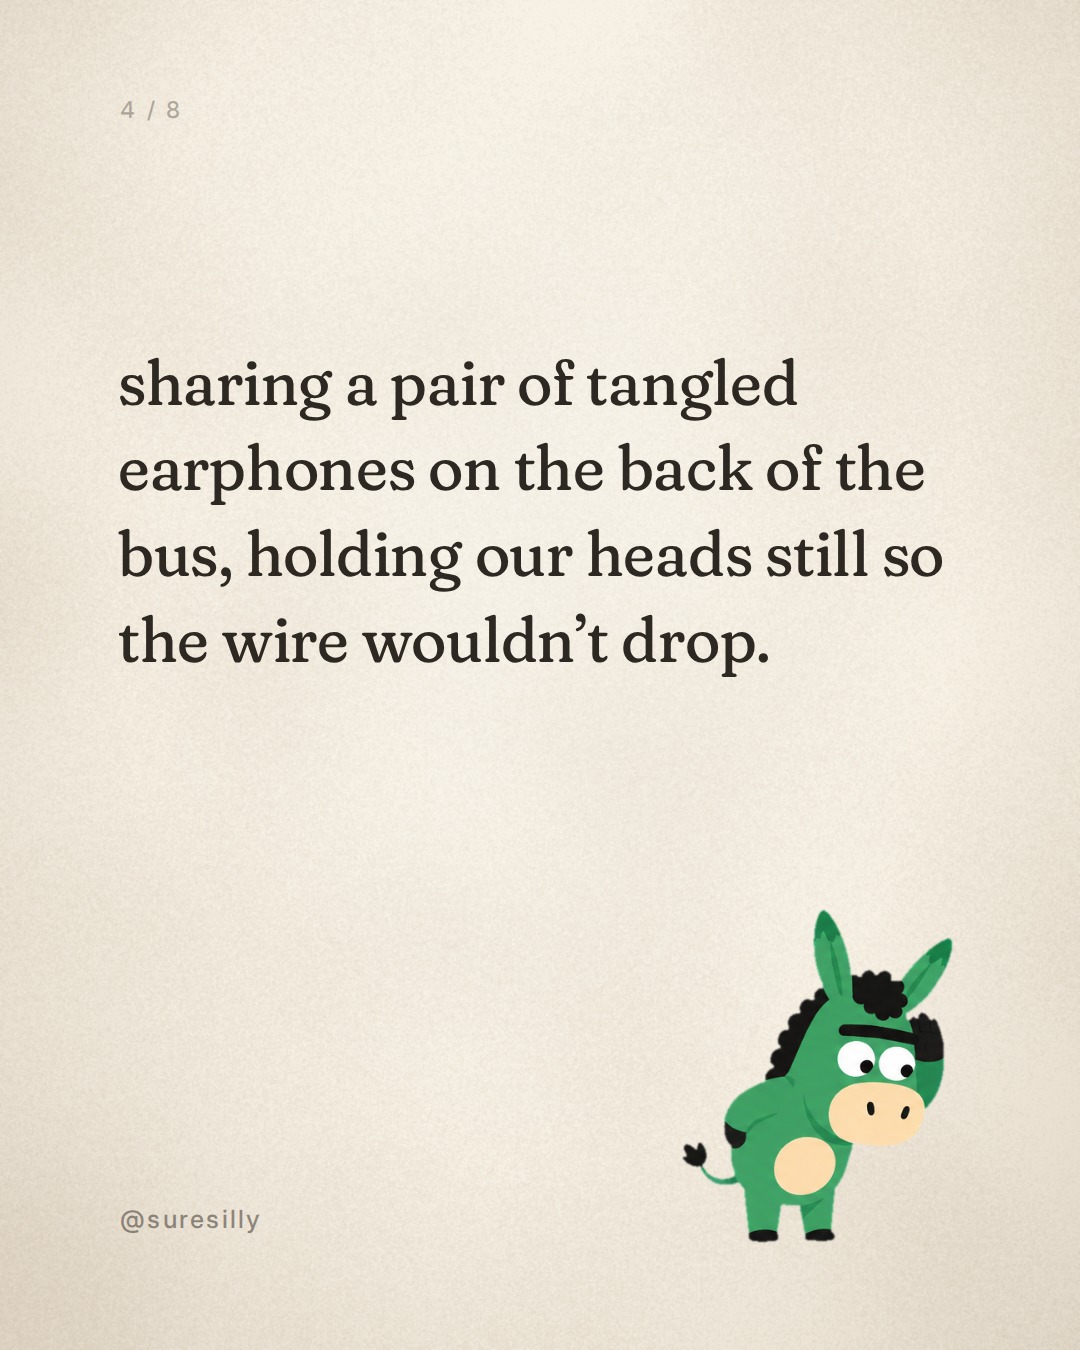 4 / 8
sharing a pair of tangled
earphones on the back of the
bus, holding our heads still so
the wire wouldn’t drop.
@suresilly